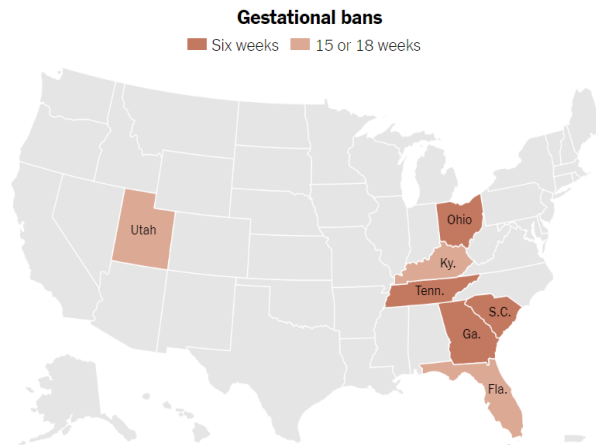 Gestational bans
Six weeks 15 or 18 weeks
Ohio
Utah
Ky.
Tenn.
S.C.
Ga.
Fla.